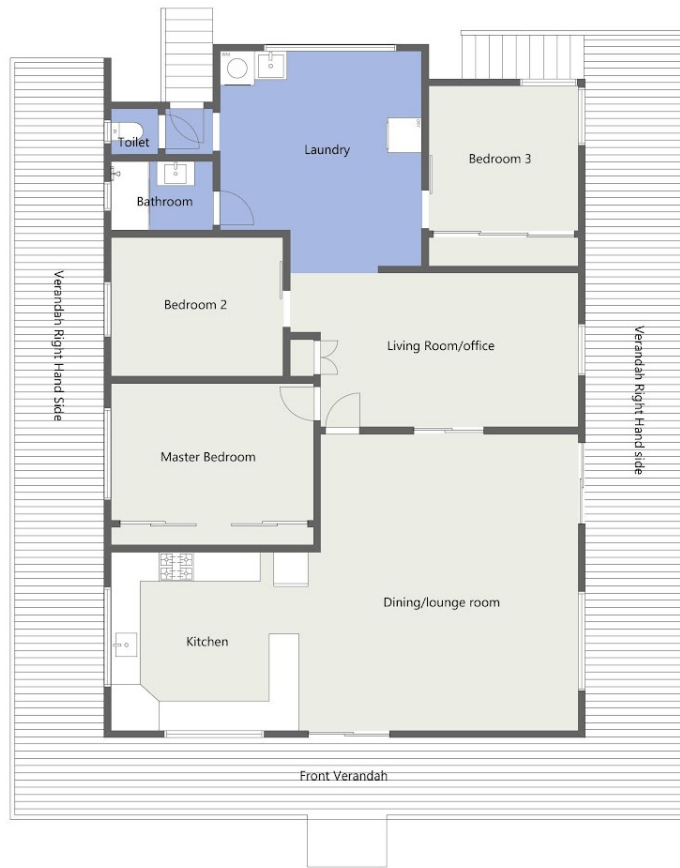 Laundry
Toilet
Bedroom 3
Bathroom
Bedroom 2
Verandah Right Hand Side
Living Room/office
Verandah Right Hand side
Master Bedroom
Dining/lounge room
Kitchen
Front Verandah